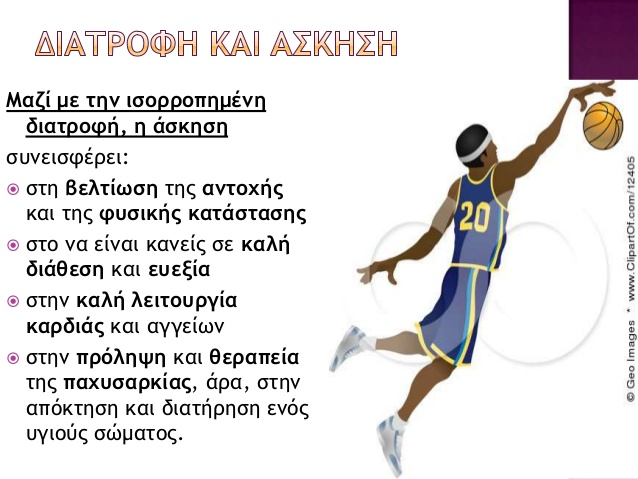 ΔΙΑΤΡΟΦΗ ΚΑΙ ΑΣΚΗΣΗ
Μαζί με την ισορροπημένη
διατροφή, η άσκηση
συνεισφέρει:
στη βελτίωση της αντοχής
και της φυσικής κατάστασης
στο να είναι κανείς σε καλή
διάθεση και ευεξία
στην καλή λειτουργία
καρδιάς και αγγείων
στην πρόληψη και θεραπεία
της παχυσαρκίας, άρα, στην
απόκτηση και διατήρηση ενός
υγιούς σώματος.
20
© Geo Images * www.ClipartOf.com/12405